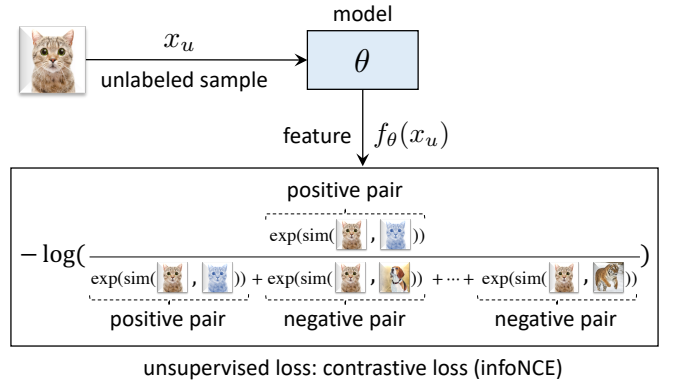 model
x_u
θ
unlabeled sample
feature f_θ(x_u)
positive pair
exp(sim( , ))
−log( )
exp(sim( , )) + exp(sim( , )) + ··· + exp(sim( , ))
positive pair negative pair negative pair
unsupervised loss: contrastive loss (infoNCE)